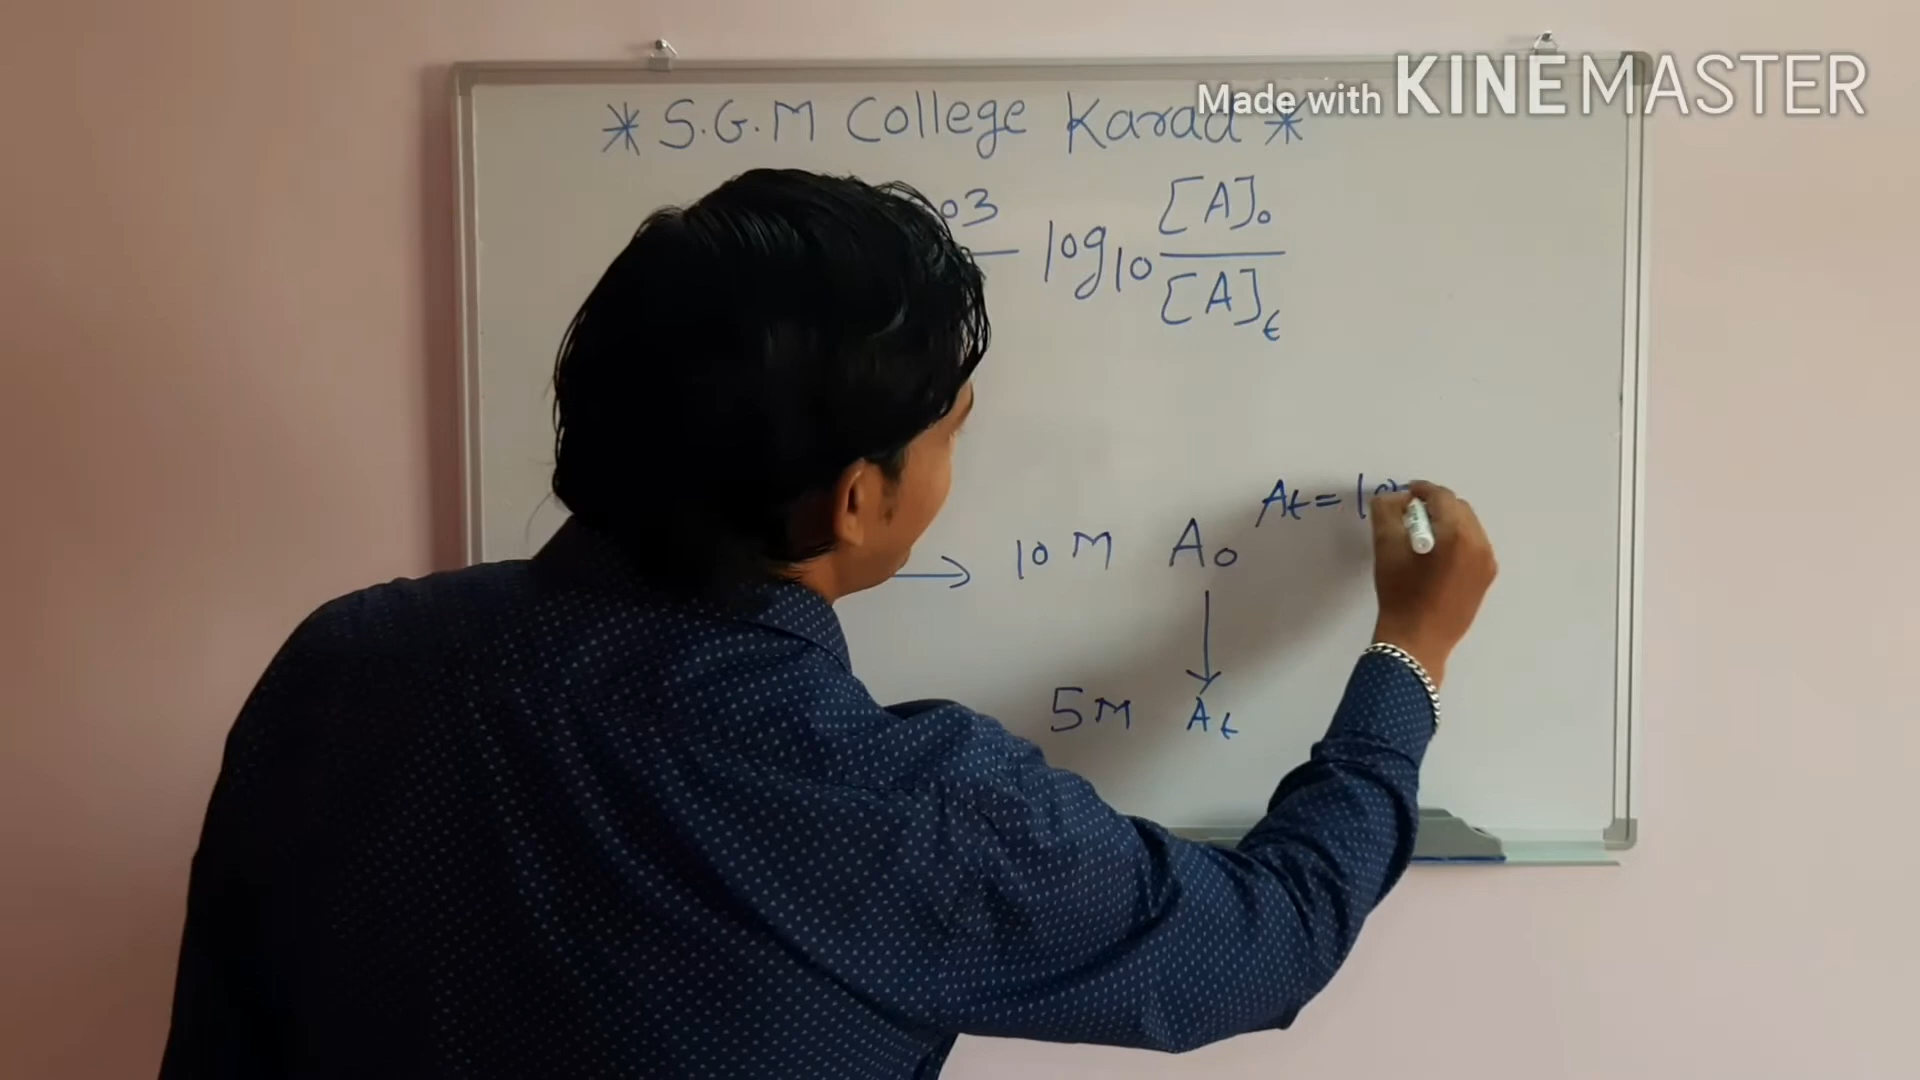 Made with KINEMASTER
* S.G.M College Karad *
03
log10 [A]0
[A]t
At = 10
→ 10 M A0
↓
5 M At